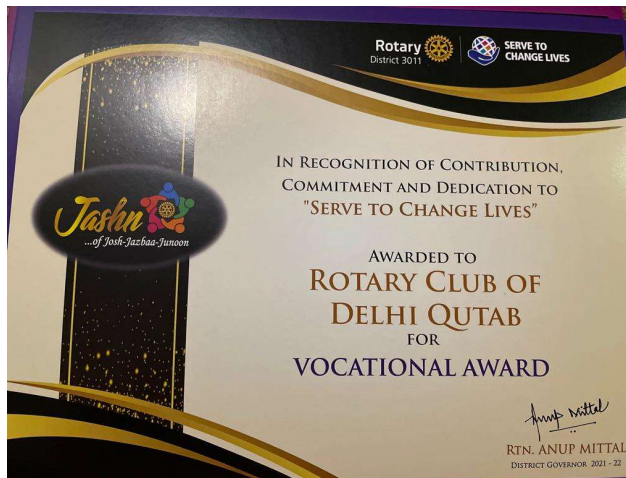 Rotary
District 3011
SERVE TO
CHANGE LIVES
Jashn
...of Josh-Jazbaa-Junoon
IN RECOGNITION OF CONTRIBUTION,
COMMITMENT AND DEDICATION TO
"SERVE TO CHANGE LIVES"
AWARDED TO
ROTARY CLUB OF
DELHI QUTAB
FOR
VOCATIONAL AWARD
Anup Mittal
RTN. ANUP MITTAL
DISTRICT GOVERNOR 2021 - 22